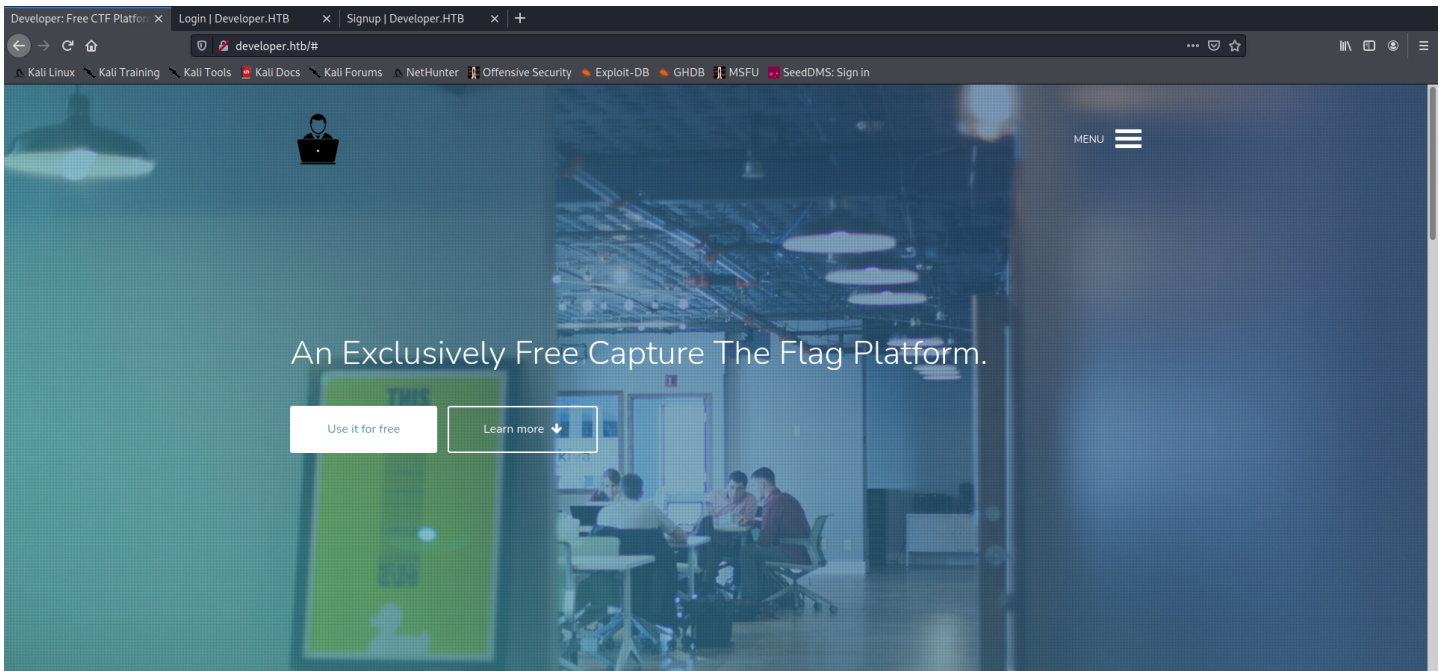 Developer: Free CTF Platfor
Login | Developer.HTB
Signup | Developer.HTB
developer.htb/#
Kali Linux Kali Training Kali Tools Kali Docs Kali Forums NetHunter Offensive Security Exploit-DB GHDB MSFU SeedDMS: Sign in
MENU
An Exclusively Free Capture The Flag Platform.
Use it for free
Learn more
THIS